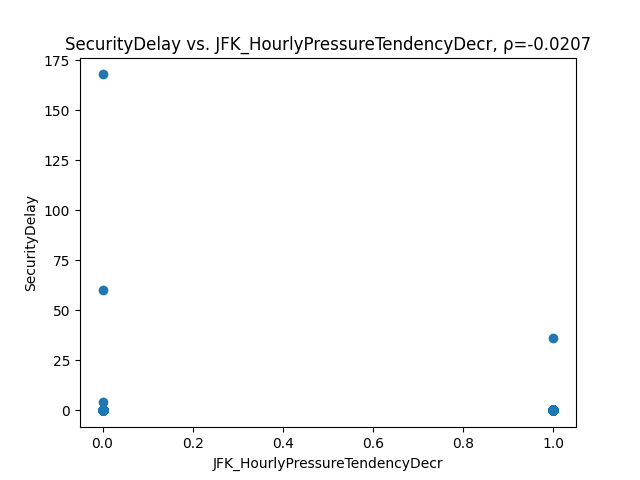 SecurityDelay vs. JFK_HourlyPressureTendencyDecr, ρ=-0.0207
175
150
125
100
75
50
25
0
SecurityDelay
0.0 0.2 0.4 0.6 0.8 1.0
JFK_HourlyPressureTendencyDecr